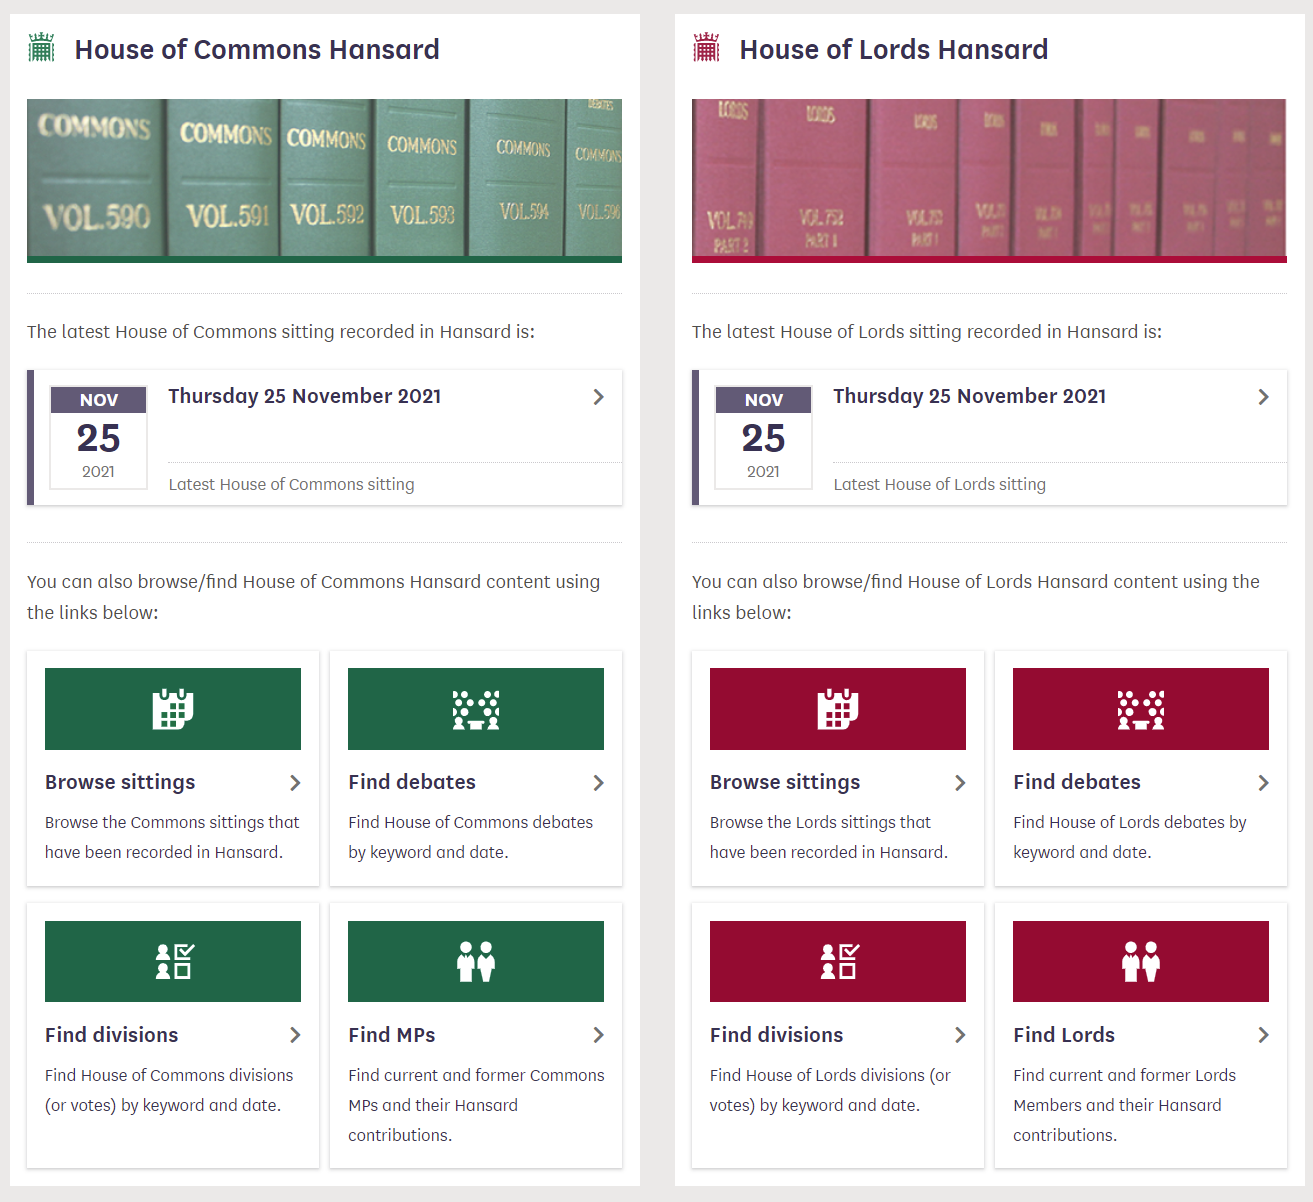 House of Commons Hansard
COMMONS
COMMONS
COMMONS
COMMONS
COMMONS
DEBATES
COMMONS
VOL.590
VOL.591
VOL.592
VOL.593
VOL.594
The latest House of Commons sitting recorded in Hansard is:
NOV
25
2021
Thursday 25 November 2021
Latest House of Commons sitting
You can also browse/find House of Commons Hansard content using
the links below:
Browse sittings
Browse the Commons sittings that
have been recorded in Hansard.
Find debates
Find House of Commons debates
by keyword and date.
Find divisions
Find House of Commons divisions
(or votes) by keyword and date.
Find MPs
Find current and former Commons
MPs and their Hansard
contributions.
House of Lords Hansard
LORDS
LORDS
LORDS
LORDS
VOL.752
PART 2
The latest House of Lords sitting recorded in Hansard is:
NOV
25
2021
Thursday 25 November 2021
Latest House of Lords sitting
You can also browse/find House of Lords Hansard content using the
links below:
Browse sittings
Browse the Lords sittings that
have been recorded in Hansard.
Find debates
Find House of Lords debates by
keyword and date.
Find divisions
Find House of Lords divisions (or
votes) by keyword and date.
Find Lords
Find current and former Lords
Members and their Hansard
contributions.